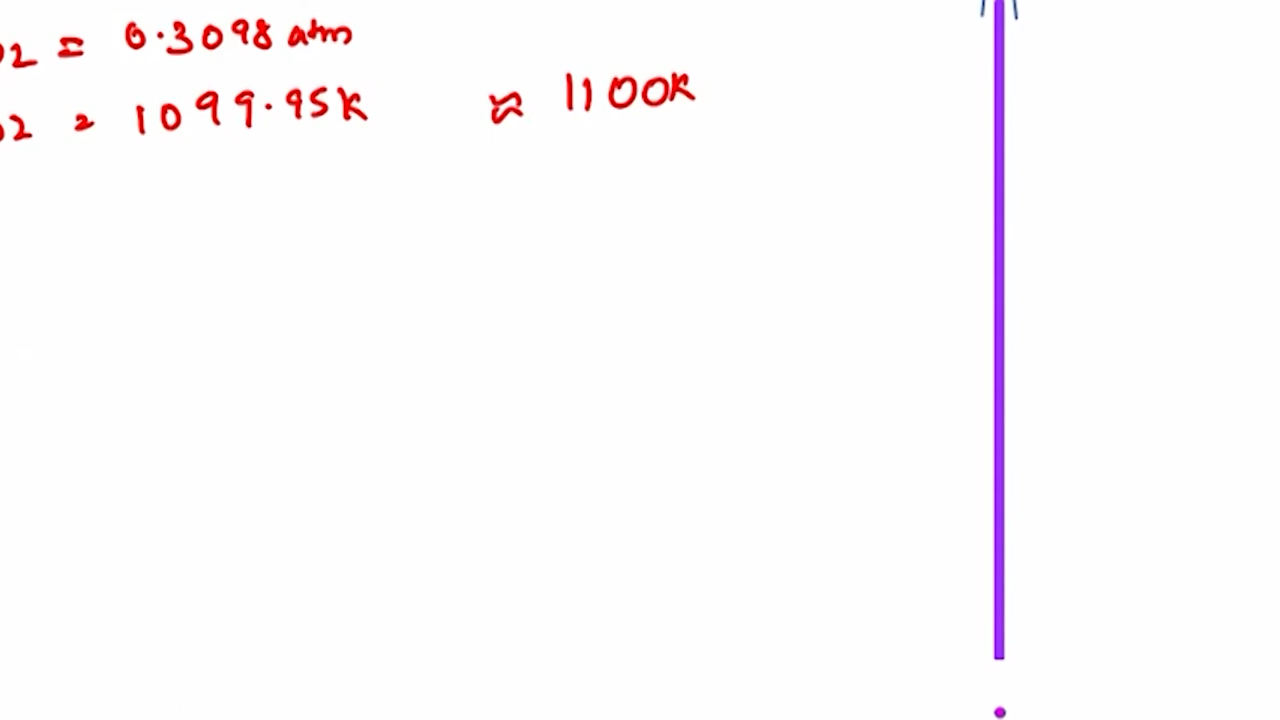 02 = 0.3098 atm
02 = 1099.95K ≈ 1100K